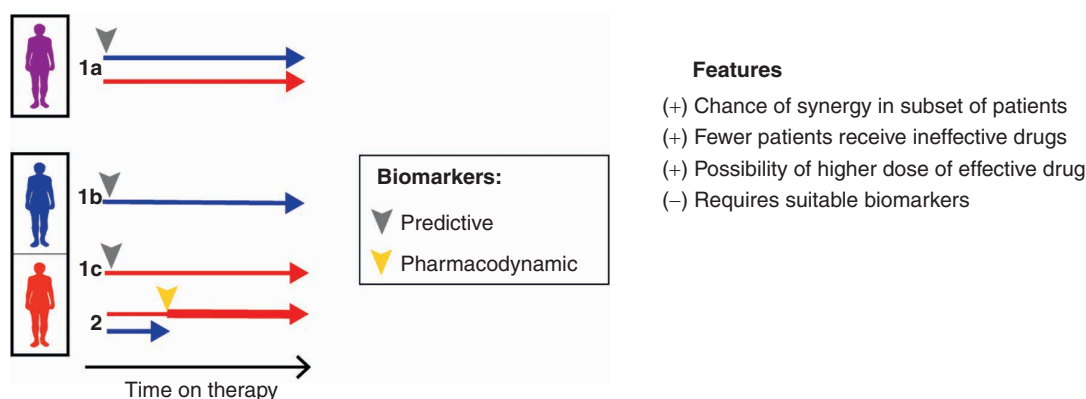 1a
1b
1c
2
Time on therapy
Biomarkers:
Predictive
Pharmacodynamic
Features
(+) Chance of synergy in subset of patients
(+) Fewer patients receive ineffective drugs
(+) Possibility of higher dose of effective drug
(−) Requires suitable biomarkers